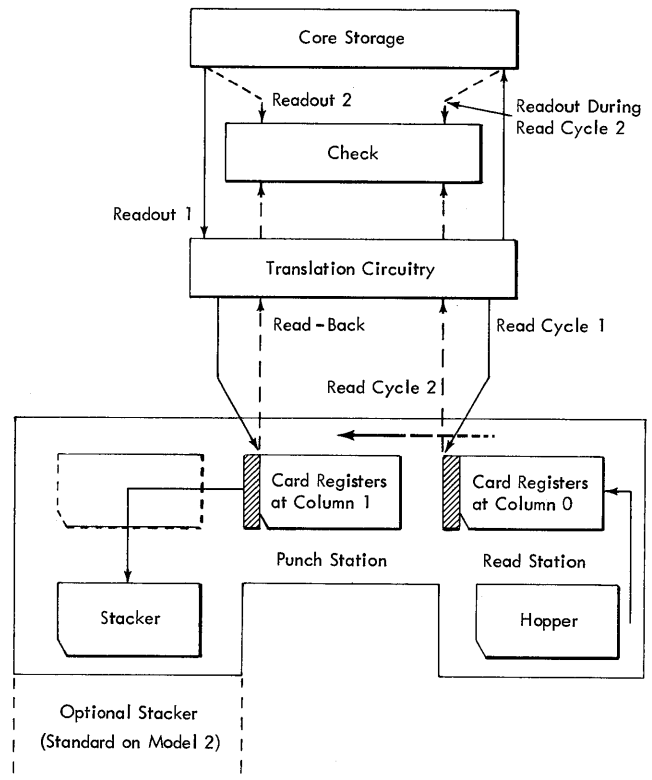 Core Storage
Readout 2
Readout During
Read Cycle 2
Check
Readout 1
Translation Circuitry
Read-Back
Read Cycle 1
Read Cycle 2
Card Registers
at Column 1
Card Registers
at Column 0
Punch Station
Read Station
Stacker
Hopper
Optional Stacker
(Standard on Model 2)